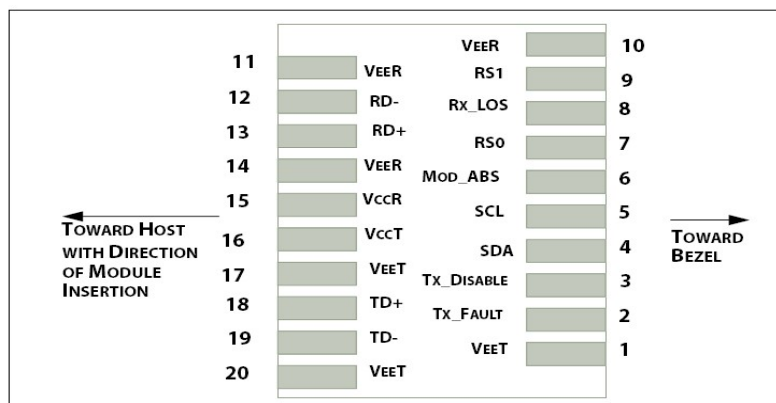 11 VEER
12 RD-
13 RD+
14 VEER
15 VCCR
16 VCCT
17 VEET
18 TD+
19 TD-
20 VEET
VEER 10
RS1 9
RX_LOS 8
RS0 7
MOD_ABS 6
SCL 5
SDA 4
TX_DISABLE 3
TX_FAULT 2
VEET 1
TOWARD HOST
WITH DIRECTION
OF MODULE
INSERTION
TOWARD
BEZEL